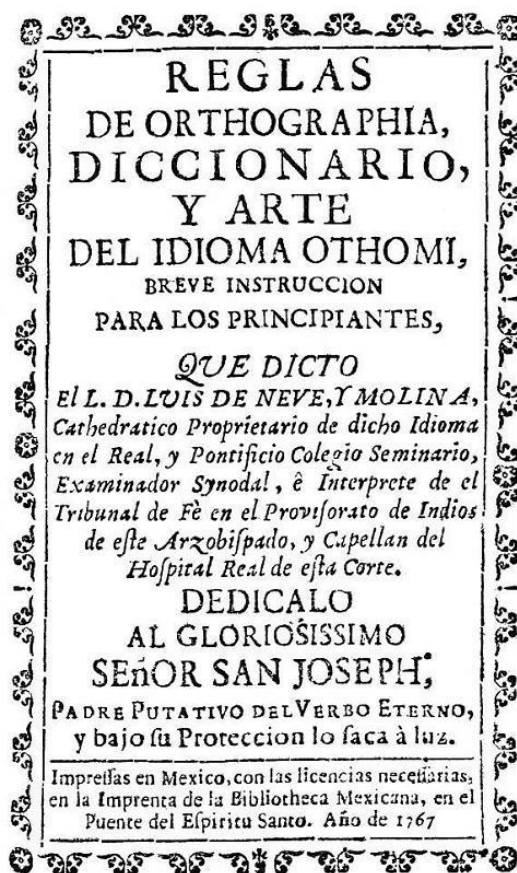 REGLAS
DE ORTHOGRAPHIA,
DICCIONARIO,
Y ARTE
DEL IDIOMA OTHOMI,
BREVE INSTRUCCION
PARA LOS PRINCIPIANTES,
QUE DICTO
El L. D. LUIS DE NEVE, Y MOLINA,
Cathedratico Proprietario de dicho Idioma
en el Real, y Pontificio Colegio Seminario,
Examinador Synodal, ê Interprete de el
Tribunal de Fè en el Proviſorato de Indios
de eſte Arzobiſpado, y Capellan del
Hoſpital Real de eſta Corte.
DEDICALO
AL GLORIOSISSIMO
SEñOR SAN JOSEPH,
PADRE PUTATIVO DEL VERBO ETERNO,
y bajo ſu Proteccion lo ſaca à luz.
Impreſſas en Mexico, con las licencias neceſſarias,
en la Imprenta de la Bibliotheca Mexicana, en el
Puente del Eſpiritu Santo. Año de 1767